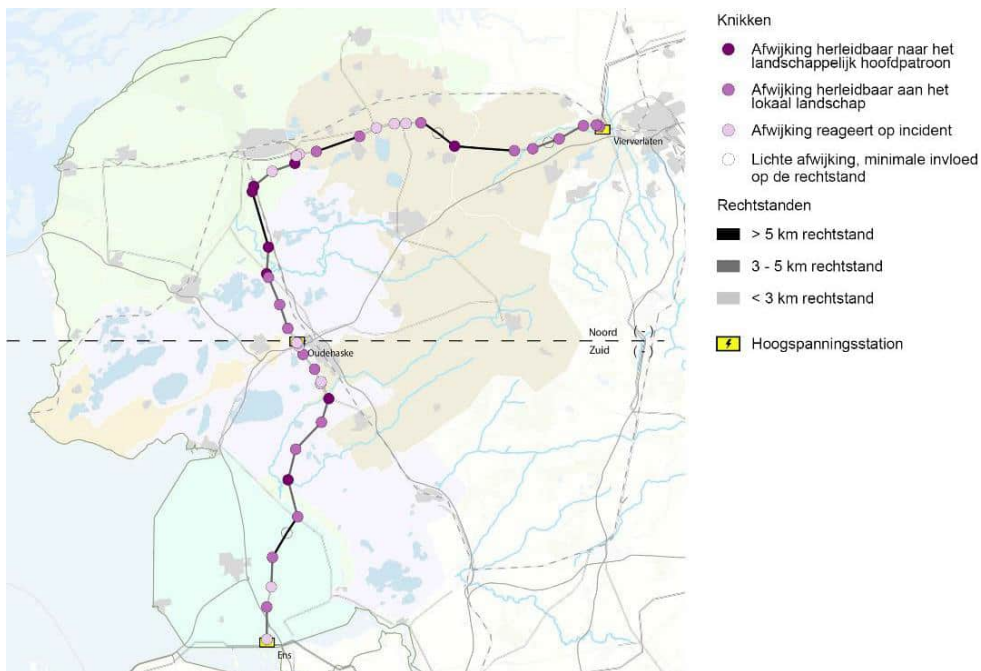 Knikken
Afwijking herleidbaar naar het
landschappelijk hoofdpatroon
Afwijking herleidbaar aan het
lokaal landschap
Afwijking reageert op incident
Lichte afwijking, minimale invloed
op de rechtstand
Rechtstanden
> 5 km rechtstand
3 - 5 km rechtstand
< 3 km rechtstand
Hoogspanningsstation
Vierverlaten
Noord ( - )
Zuid ( - )
Oudehaske
Ens